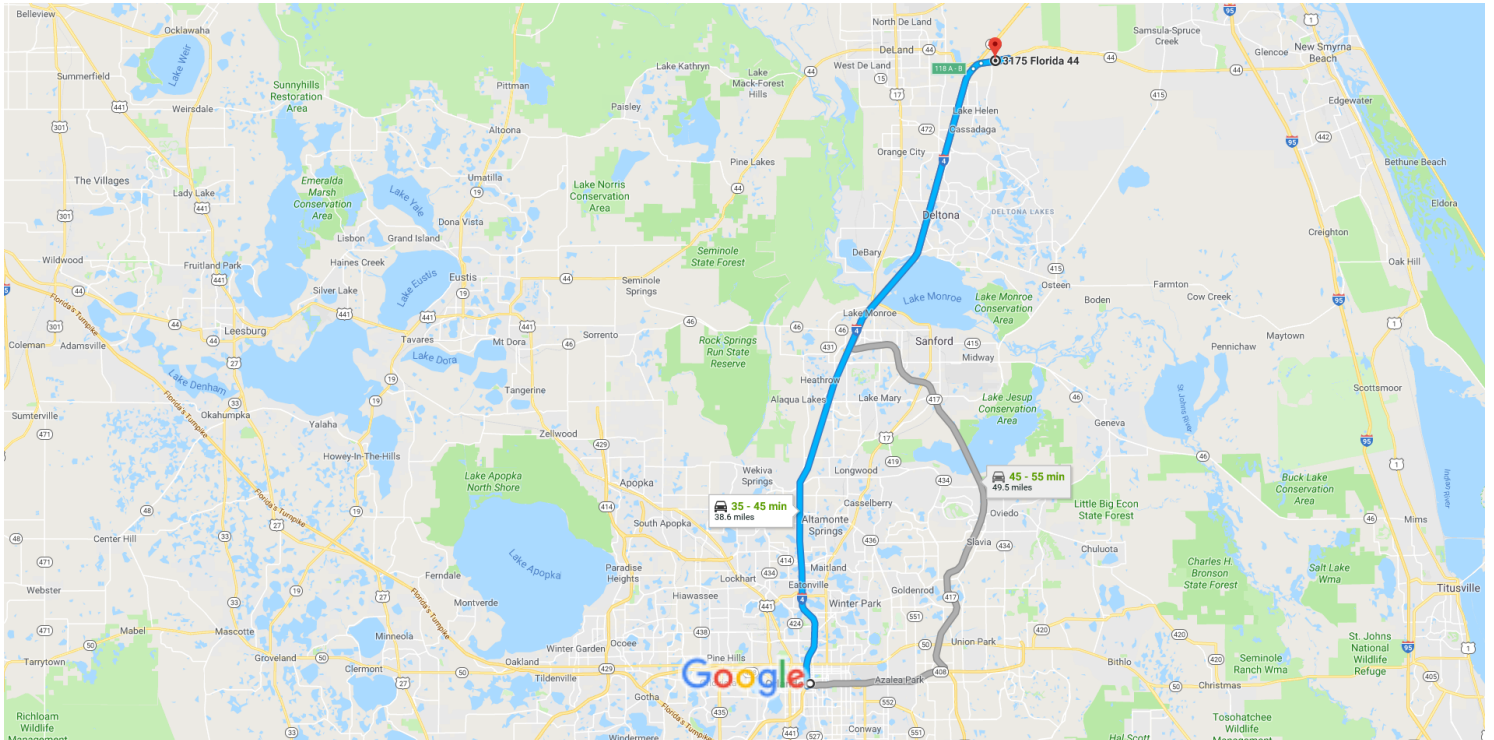 Belleview
Ocklawaha
Lake Weir
Summerfield
Sunnyhills
Restoration
Area
Weirsdale
Pittman
Altoona
Paisley
Lake Kathryn
Lake
Mack-Forest
Hills
North De Land
DeLand
West De Land
118 A - B
3175 Florida 44
Samsula-Spruce
Creek
Glencoe
New Smyrna
Beach
Edgewater
Lake Helen
Cassadaga
Orange City
Pine Lakes
Bethune Beach
The Villages
Lady Lake
Emeralda
Marsh
Conservation
Area
Lake Yale
Umatilla
Dona Vista
Lake Norris
Conservation
Area
Eldora
Deltona
DELTONA LAKES
Lisbon
Grand Island
Haines Creek
Wildwood
Fruitland Park
Silver Lake
Lake Eustis
Eustis
Seminole
State Forest
Seminole
Springs
DeBary
Creighton
Oak Hill
Osteen
Farmton
Cow Creek
Boden
Lake Monroe
Lake Monroe
Conservation
Area
Lake Monroe
Florida's Turnpike
Leesburg
Coleman
Adamsville
Tavares
Mt Dora
Sorrento
Lake Dora
Rock Springs
Run State
Reserve
Sanford
Midway
Maytown
Pennichaw
Heathrow
Lake Denham
Tangerine
Alaqua Lakes
Lake Mary
Lake Jesup
Conservation
Area
St Johns River
Scottsmoor
Sumterville
Okahumpka
Yalaha
Florida's Turnpike
Zellwood
Geneva
Howey-In-The-Hills
Lake Apopka
North Shore
Wekiva
Springs
Longwood
Apopka
35 - 45 min
38.6 miles
Casselberry
45 - 55 min
49.5 miles
Oviedo
Little Big Econ
State Forest
Buck Lake
Conservation
Area
Indian River
Florida's Turnpike
South Apopka
Altamonte
Springs
Mims
Center Hill
Lake Apopka
Slavia
Chuluota
Paradise
Heights
Lockhart
Maitland
Ferndale
Eatonville
Goldenrod
Charles H.
Bronson
State Forest
Salt Lake
Wma
Titusville
Webster
Montverde
Florida's Turnpike
Hiawassee
Winter Park
Mabel
Mascotte
Minneola
Winter Garden
Ocoee
Pine Hills
Union Park
St. Johns
National
Wildlife
Refuge
Tarrytown
Groveland
Clermont
Oakland
Tildenville
Google
Azalea Park
Bithlo
Seminole
Ranch Wma
Christmas
Gotha
Florida's Turnpike
Windermere
Conway
Richloam
Wildlife
Management
Tosohatchee
Wildlife
Hal Scott